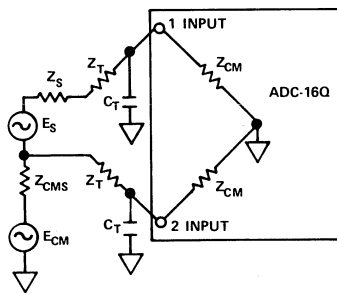 1 INPUT
Z_S
Z_T
Z_CM
ADC-16Q
C_T
E_S
Z_CMS
Z_T
Z_CM
C_T
2 INPUT
E_CM